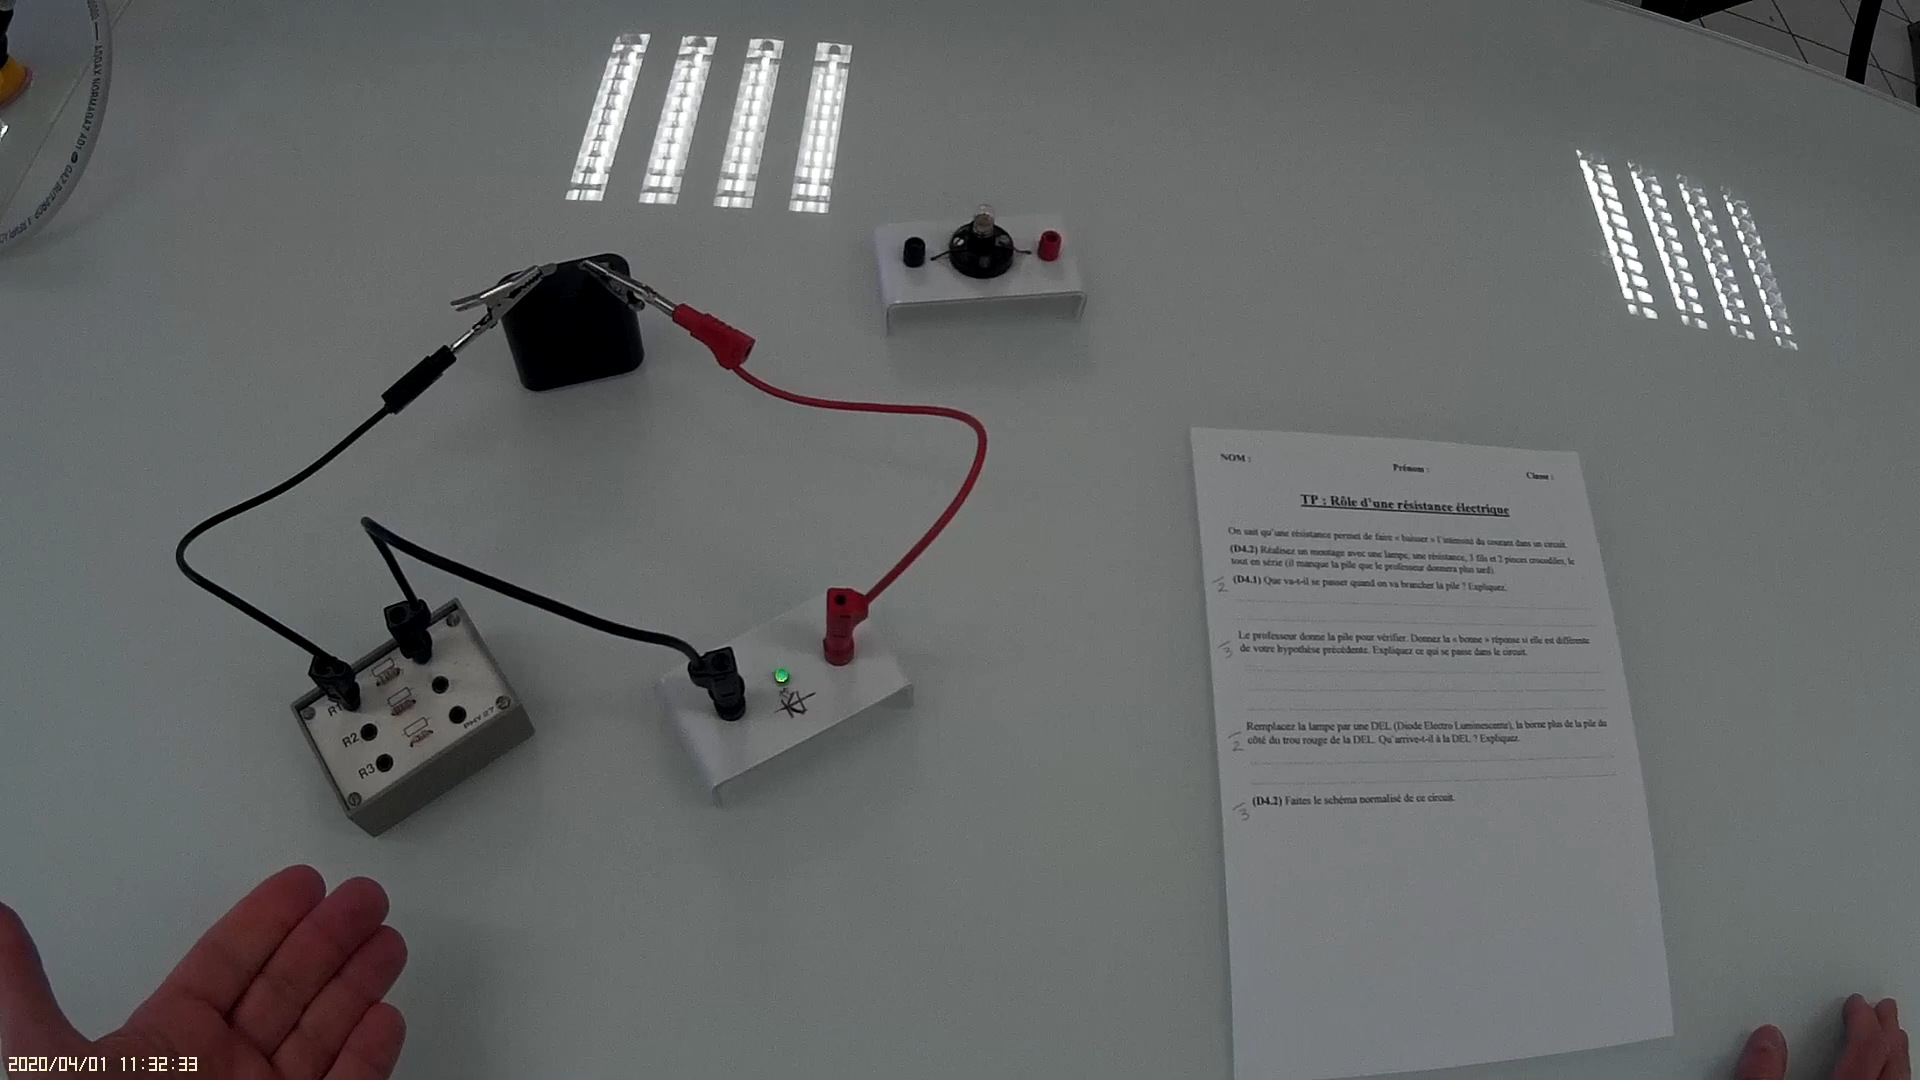 NOM :
Prénom :
Classe :
TP : Rôle d'une résistance électrique
On sait qu'une résistance permet de faire « baisser » l'intensité du courant dans un circuit.
(D4.2) Réalisez un montage avec une lampe, une résistance, 3 fils et 2 pinces crocodiles, le
tout en série (il manque la pile que le professeur donnera plus tard)
/2 (D4.1) Que va-t-il se passer quand on va brancher la pile ? Expliquez.
/3 Le professeur donne la pile pour vérifier. Donnez la « bonne » réponse si elle est différente
de votre hypothèse précédente. Expliquez ce qui se passe dans le circuit.
/2 Remplacez la lampe par une DEL (Diode Electro Luminescente), la borne plus de la pile du
côté du trou rouge de la DEL. Qu'arrive-t-il à la DEL ? Expliquez.
/3 (D4.2) Faites le schéma normalisé de ce circuit.
R1
R2
R3
PHY 27
2020/04/01 11:32:33